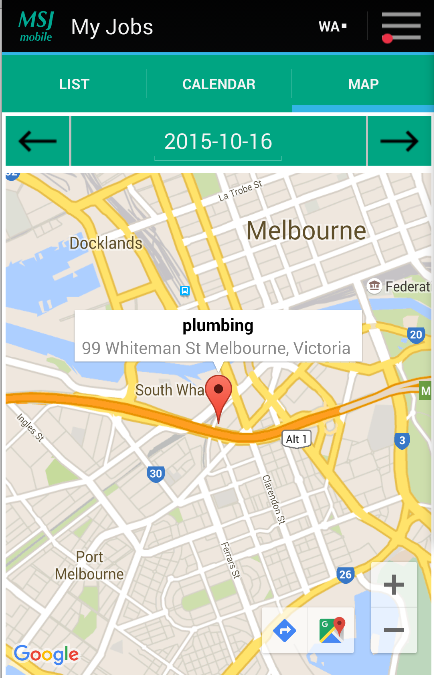 MSJ
mobile
My Jobs
WA
LIST
CALENDAR
MAP
2015-10-16
La Trobe St
Melbourne
Docklands
Federat
plumbing
99 Whiteman St Melbourne, Victoria
20
South Wha
M
Alt 1
Ingles St
3
30
Clarendon St
Port
Melbourne
Ferrars St
26
+
−
G
Google